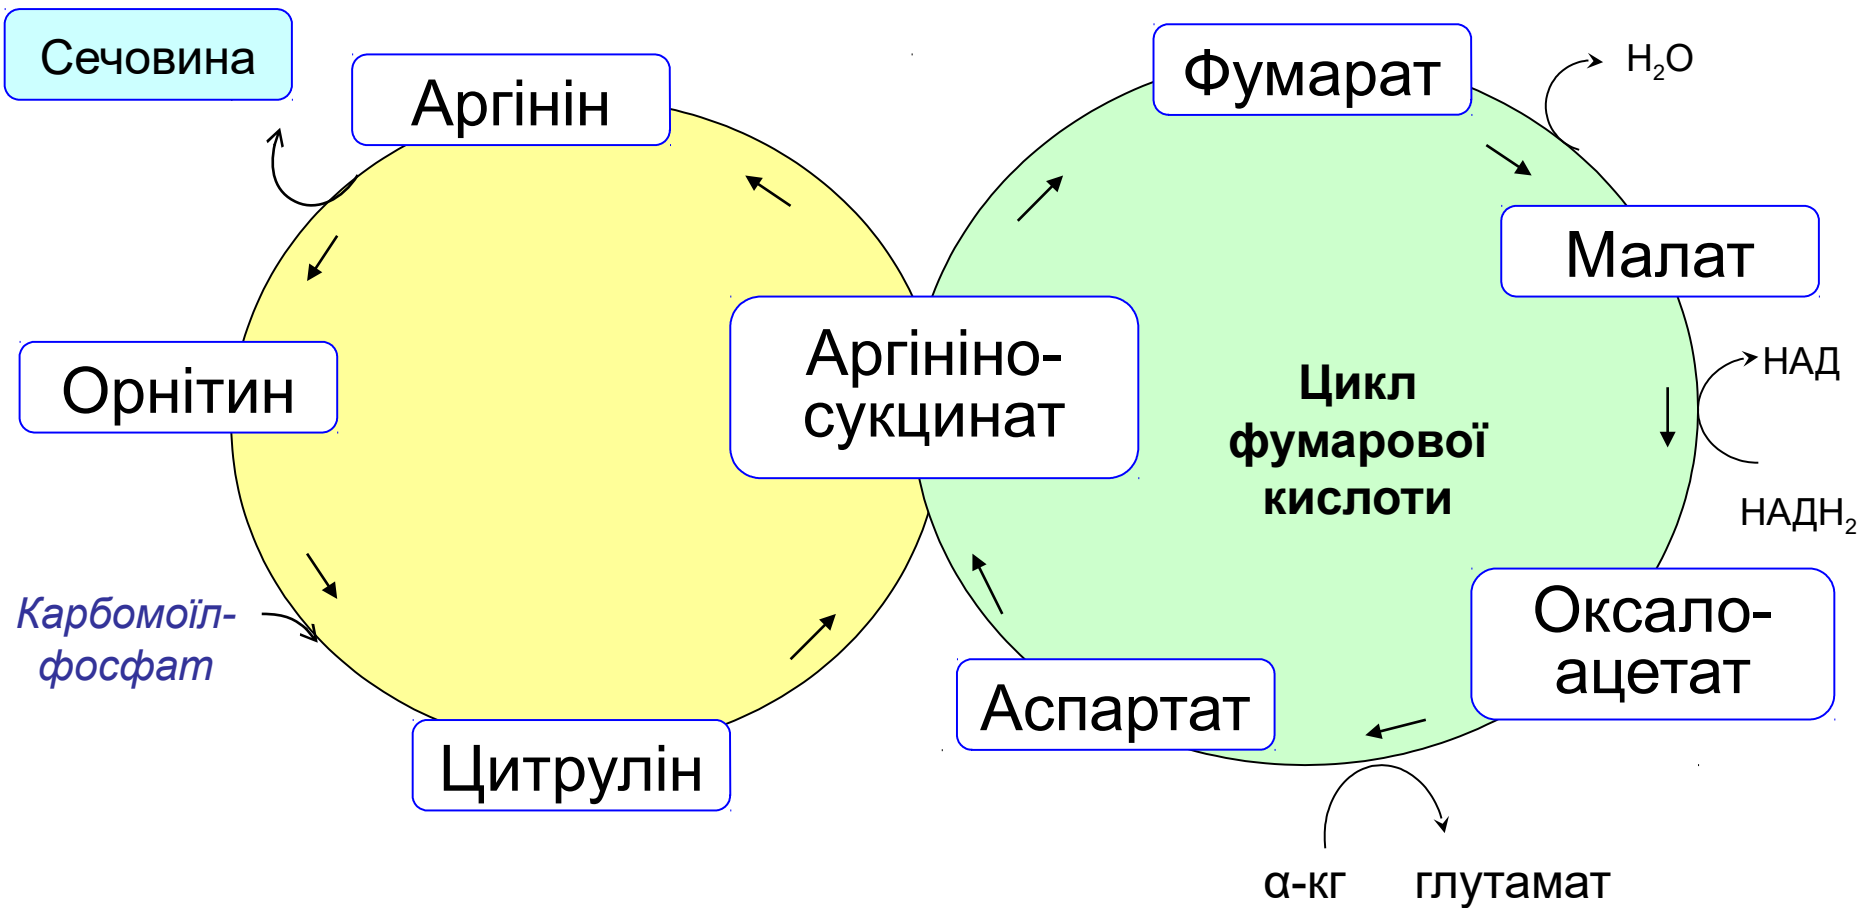 Сечовина
Аргінін
Фумарат
H₂O
Малат
НАД
Орнітин
Аргініно-
сукцинат
Цикл
фумарової
кислоти
НАДН₂
Карбомоїл-
фосфат
Оксало-
ацетат
Аспартат
Цитрулін
α-кг
глутамат